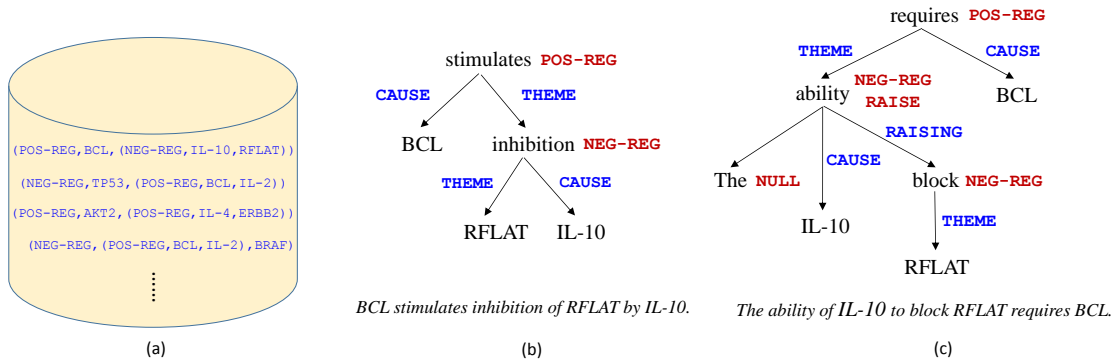 (POS-REG,BCL,(NEG-REG,IL-10,RFLAT))
(NEG-REG,TP53,(POS-REG,BCL,IL-2))
(POS-REG,AKT2,(POS-REG,IL-4,ERBB2))
(NEG-REG,(POS-REG,BCL,IL-2),BRAF)
(a)
stimulates POS-REG
CAUSE THEME
BCL inhibition NEG-REG
THEME CAUSE
RFLAT IL-10
BCL stimulates inhibition of RFLAT by IL-10.
(b)
requires POS-REG
THEME CAUSE
ability NEG-REG RAISE BCL
RAISING
CAUSE
The NULL block NEG-REG
IL-10 THEME
RFLAT
The ability of IL-10 to block RFLAT requires BCL.
(c)